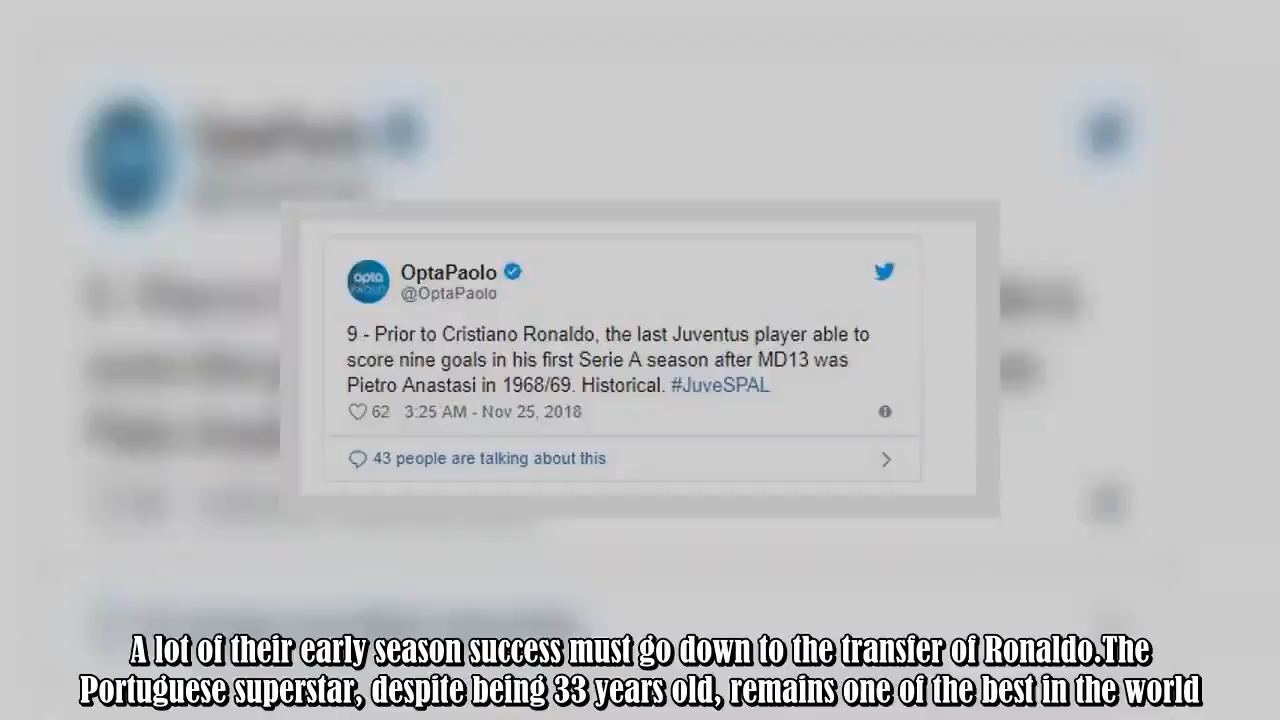 OptaPaolo
@OptaPaolo
9 - Prior to Cristiano Ronaldo, the last Juventus player able to
score nine goals in his first Serie A season after MD13 was
Pietro Anastasi in 1968/69. Historical. #JuveSPAL
62 3:25 AM - Nov 25, 2018
43 people are talking about this
opta
A lot of their early season success must go down to the transfer of Ronaldo.The
Portuguese superstar, despite being 33 years old, remains one of the best in the world